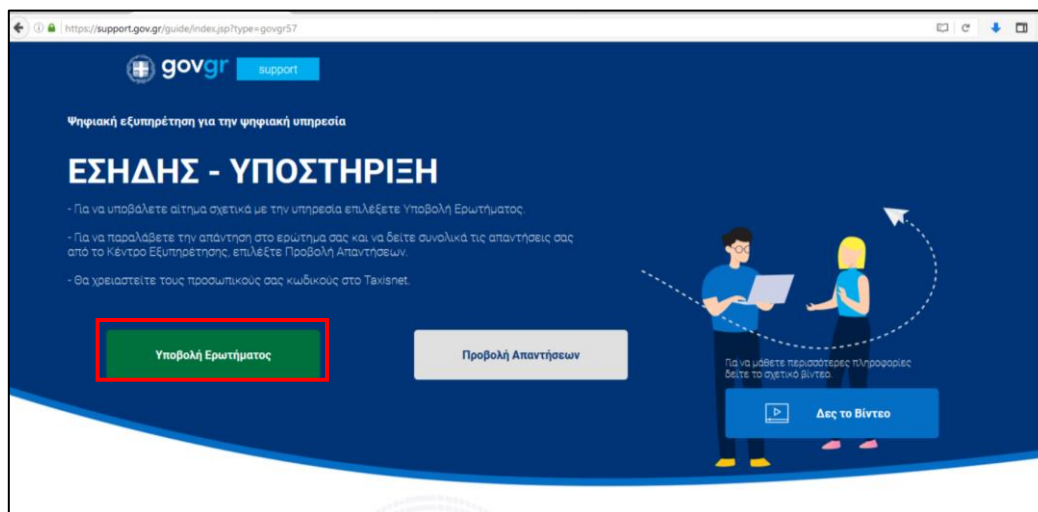 https://support.gov.gr/guide/index.jsp?type=govgr57
govgr support
Ψηφιακή εξυπηρέτηση για την ψηφιακή υπηρεσία
ΕΣΗΔΗΣ - ΥΠΟΣΤΗΡΙΞΗ
- Για να υποβάλετε αίτημα σχετικά με την υπηρεσία επιλέξετε Υποβολή Ερωτήματος.
- Για να παραλάβετε την απάντηση στο ερώτημα σας και να δείτε συνολικά τις απαντήσεις σας
από το Κέντρο Εξυπηρέτησης, επιλέξτε Προβολή Απαντήσεων.
- Θα χρειαστείτε τους προσωπικούς σας κωδικούς στο Taxisnet.
Υποβολή Ερωτήματος
Προβολή Απαντήσεων
Για να μάθετε περισσότερες πληροφορίες
δείτε το σχετικό βίντεο.
Δες το Βίντεο